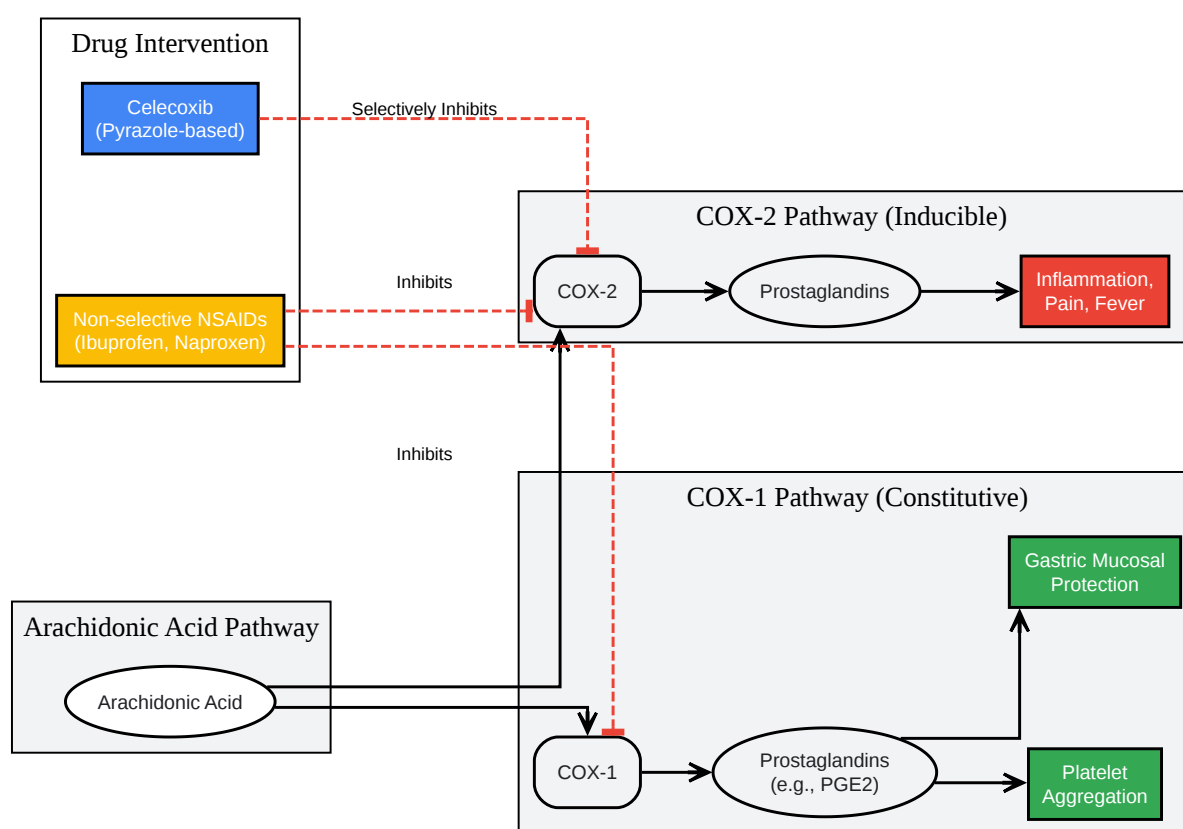 Drug Intervention
Celecoxib
(Pyrazole-based)
Selectively Inhibits
Non-selective NSAIDs
(Ibuprofen, Naproxen)
Inhibits
Inhibits
COX-2 Pathway (Inducible)
COX-2
Prostaglandins
Inflammation,
Pain, Fever
Arachidonic Acid Pathway
Arachidonic Acid
COX-1 Pathway (Constitutive)
COX-1
Prostaglandins
(e.g., PGE2)
Gastric Mucosal
Protection
Platelet
Aggregation